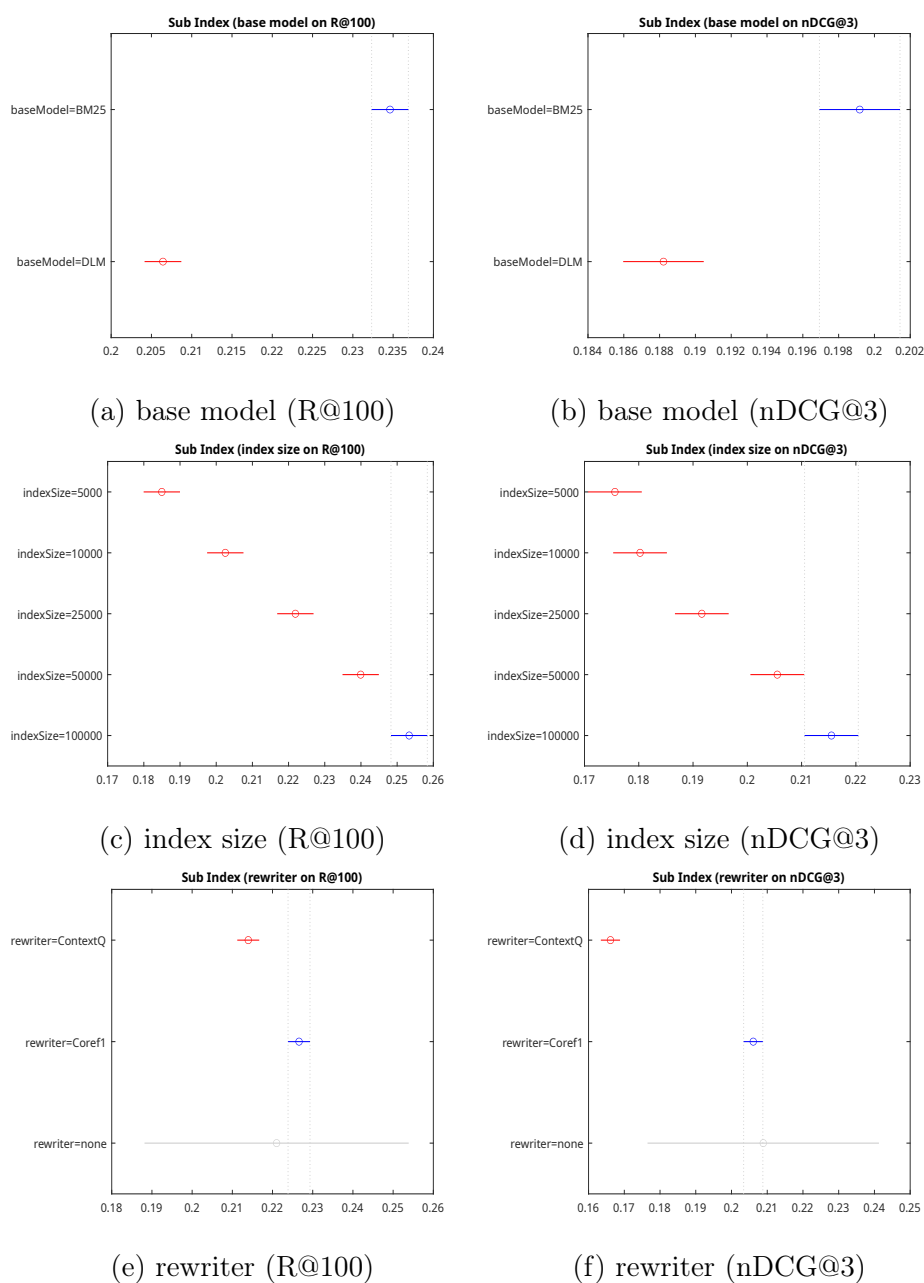 Sub Index (base model on R@100)
baseModel=BM25
baseModel=DLM
0.2 0.205 0.21 0.215 0.22 0.225 0.23 0.235 0.24
(a) base model (R@100)
Sub Index (base model on nDCG@3)
baseModel=BM25
baseModel=DLM
0.184 0.186 0.188 0.19 0.192 0.194 0.196 0.198 0.2 0.202
(b) base model (nDCG@3)
Sub Index (index size on R@100)
indexSize=5000
indexSize=10000
indexSize=25000
indexSize=50000
indexSize=100000
0.17 0.18 0.19 0.2 0.21 0.22 0.23 0.24 0.25 0.26
(c) index size (R@100)
Sub Index (index size on nDCG@3)
indexSize=5000
indexSize=10000
indexSize=25000
indexSize=50000
indexSize=100000
0.17 0.18 0.19 0.2 0.21 0.22 0.23
(d) index size (nDCG@3)
Sub Index (rewriter on R@100)
rewriter=ContextQ
rewriter=Coref1
rewriter=none
0.18 0.19 0.2 0.21 0.22 0.23 0.24 0.25 0.26
(e) rewriter (R@100)
Sub Index (rewriter on nDCG@3)
rewriter=ContextQ
rewriter=Coref1
rewriter=none
0.16 0.17 0.18 0.19 0.2 0.21 0.22 0.23 0.24 0.25
(f) rewriter (nDCG@3)